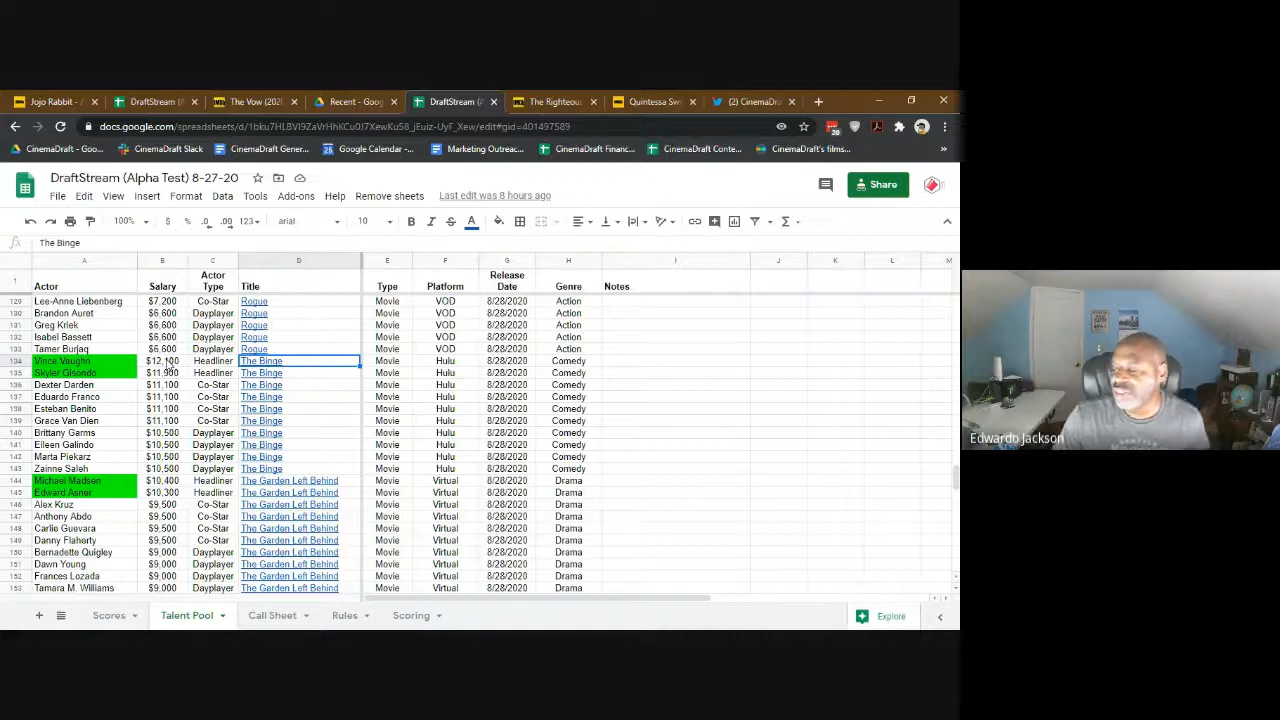 Jojo Rabbit - 
DraftStream (
The Vow (202
Recent - Goog
DraftStream (
The Righteou
Quintessa Sw
(2) CinemaDr
docs.google.com/spreadsheets/d/1bku7HLBVl9ZaVrHhKCu0J7XewKu58_jEuiz-UyF_Xew/edit#gid=401497589
CinemaDraft - Goo... CinemaDraft Slack CinemaDraft Gener... Google Calendar -... Marketing Outreac... CinemaDraft Financ... CinemaDraft Conte... CinemaDraft's films...
DraftStream (Alpha Test) 8-27-20
File Edit View Insert Format Data Tools Add-ons Help Remove sheets Last edit was 8 hours ago
Share
100% $ % .0 .00 123 arial 10 B I S A
fx The Binge
A B C D E F G H I J K L M
1 Actor Salary Actor Type Title Type Platform Release Date Genre Notes
129 Lee-Anne Liebenberg $7,200 Co-Star Rogue Movie VOD 8/28/2020 Action
130 Brandon Auret $6,600 Dayplayer Rogue Movie VOD 8/28/2020 Action
131 Greg Kriek $6,600 Dayplayer Rogue Movie VOD 8/28/2020 Action
132 Isabel Bassett $6,600 Dayplayer Rogue Movie VOD 8/28/2020 Action
133 Tamer Burjaq $6,600 Dayplayer Rogue Movie VOD 8/28/2020 Action
134 Vince Vaughn $12,100 Headliner The Binge Movie Hulu 8/28/2020 Comedy
135 Skyler Gisondo $11,900 Headliner The Binge Movie Hulu 8/28/2020 Comedy
136 Dexter Darden $11,100 Co-Star The Binge Movie Hulu 8/28/2020 Comedy
137 Eduardo Franco $11,100 Co-Star The Binge Movie Hulu 8/28/2020 Comedy
138 Esteban Benito $11,100 Co-Star The Binge Movie Hulu 8/28/2020 Comedy
139 Grace Van Dien $11,100 Co-Star The Binge Movie Hulu 8/28/2020 Comedy
140 Brittany Garms $10,500 Dayplayer The Binge Movie Hulu 8/28/2020 Comedy
141 Eileen Galindo $10,500 Dayplayer The Binge Movie Hulu 8/28/2020 Comedy
142 Marta Piekarz $10,500 Dayplayer The Binge Movie Hulu 8/28/2020 Comedy
143 Zainne Saleh $10,500 Dayplayer The Binge Movie Hulu 8/28/2020 Comedy
144 Michael Madsen $10,400 Headliner The Garden Left Behind Movie Virtual 8/28/2020 Drama
145 Edward Asner $10,300 Headliner The Garden Left Behind Movie Virtual 8/28/2020 Drama
146 Alex Kruz $9,500 Co-Star The Garden Left Behind Movie Virtual 8/28/2020 Drama
147 Anthony Abdo $9,500 Co-Star The Garden Left Behind Movie Virtual 8/28/2020 Drama
148 Carlie Guevara $9,500 Co-Star The Garden Left Behind Movie Virtual 8/28/2020 Drama
149 Danny Flaherty $9,500 Co-Star The Garden Left Behind Movie Virtual 8/28/2020 Drama
150 Bernadette Quigley $9,000 Dayplayer The Garden Left Behind Movie Virtual 8/28/2020 Drama
151 Dawn Young $9,000 Dayplayer The Garden Left Behind Movie Virtual 8/28/2020 Drama
152 Frances Lozada $9,000 Dayplayer The Garden Left Behind Movie Virtual 8/28/2020 Drama
153 Tamara M. Williams $9,000 Dayplayer The Garden Left Behind Movie Virtual 8/28/2020 Drama
Scores Talent Pool Call Sheet Rules Scoring Explore
Edwardo Jackson